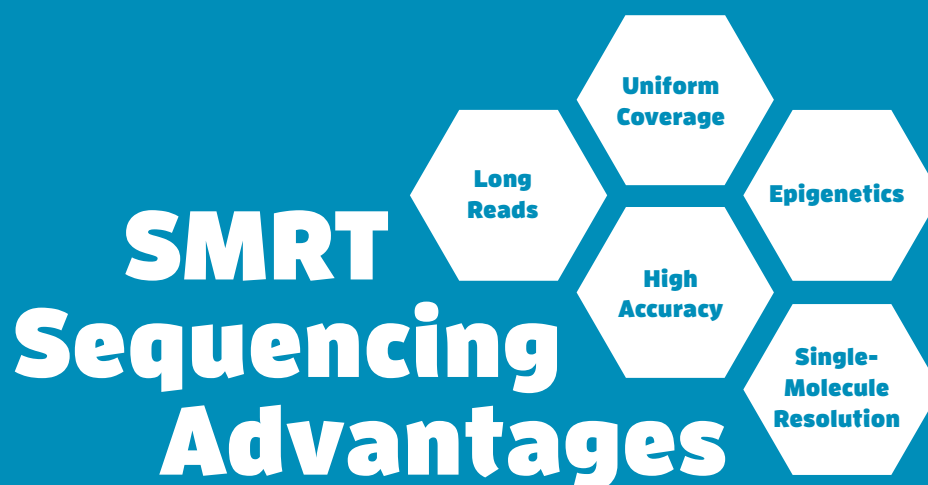 Uniform
Coverage
Long
Reads
Epigenetics
High
Accuracy
Single-
Molecule
Resolution
SMRT
Sequencing
Advantages